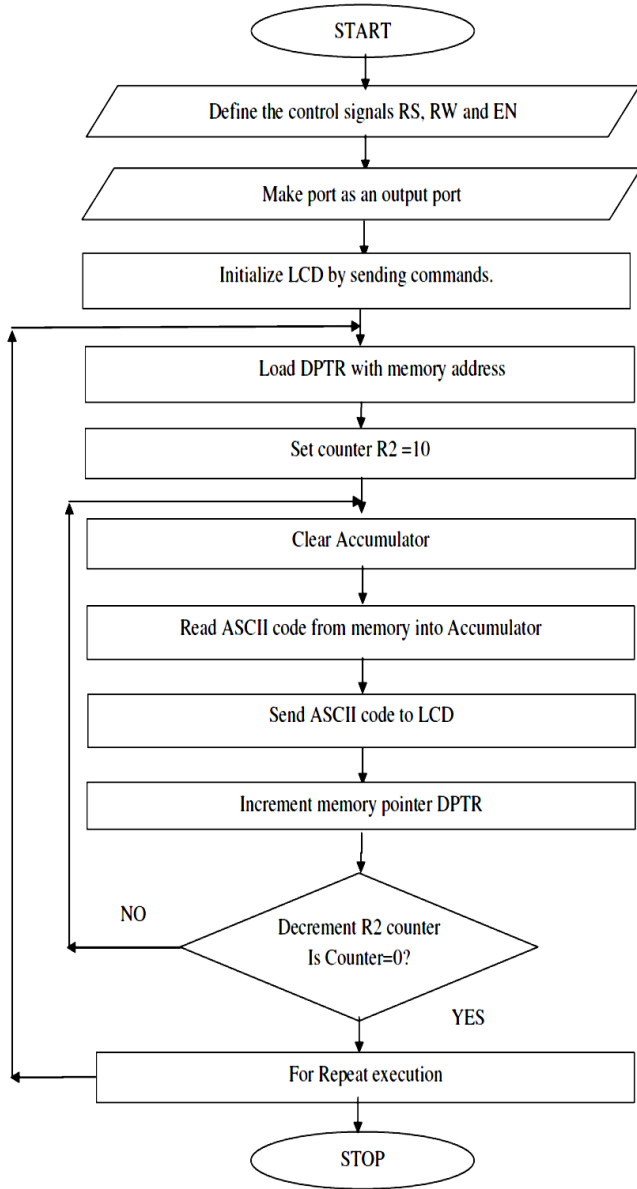 START
Define the control signals RS, RW and EN
Make port as an output port
Initialize LCD by sending commands.
Load DPTR with memory address
Set counter R2 =10
Clear Accumulator
Read ASCII code from memory into Accumulator
Send ASCII code to LCD
Increment memory pointer DPTR
NO
Decrement R2 counter
Is Counter=0?
YES
For Repeat execution
STOP